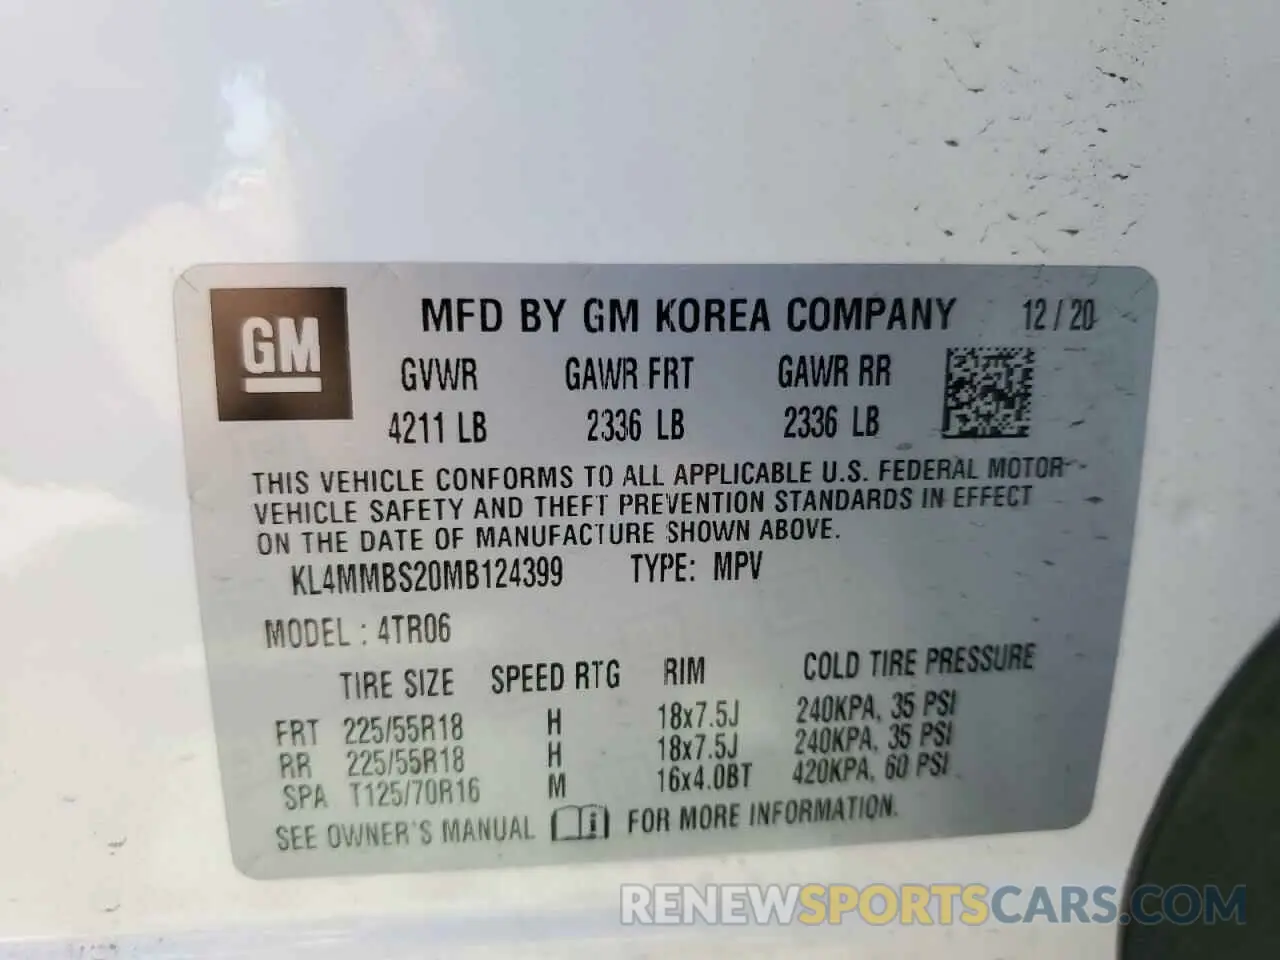 GM
MFD BY GM KOREA COMPANY 12/20
GVWR GAWR FRT GAWR RR
4211 LB 2336 LB 2336 LB
THIS VEHICLE CONFORMS TO ALL APPLICABLE U.S. FEDERAL MOTOR
VEHICLE SAFETY AND THEFT PREVENTION STANDARDS IN EFFECT
ON THE DATE OF MANUFACTURE SHOWN ABOVE.
KL4MMBS20MB124399 TYPE: MPV
MODEL : 4TR06
TIRE SIZE SPEED RTG RIM COLD TIRE PRESSURE
FRT 225/55R18 H 18x7.5J 240KPA, 35 PSI
RR 225/55R18 H 18x7.5J 240KPA, 35 PSI
SPA T125/70R16 M 16x4.0BT 420KPA, 60 PSI
SEE OWNER'S MANUAL FOR MORE INFORMATION.
RENEWSPORTSCARS.COM